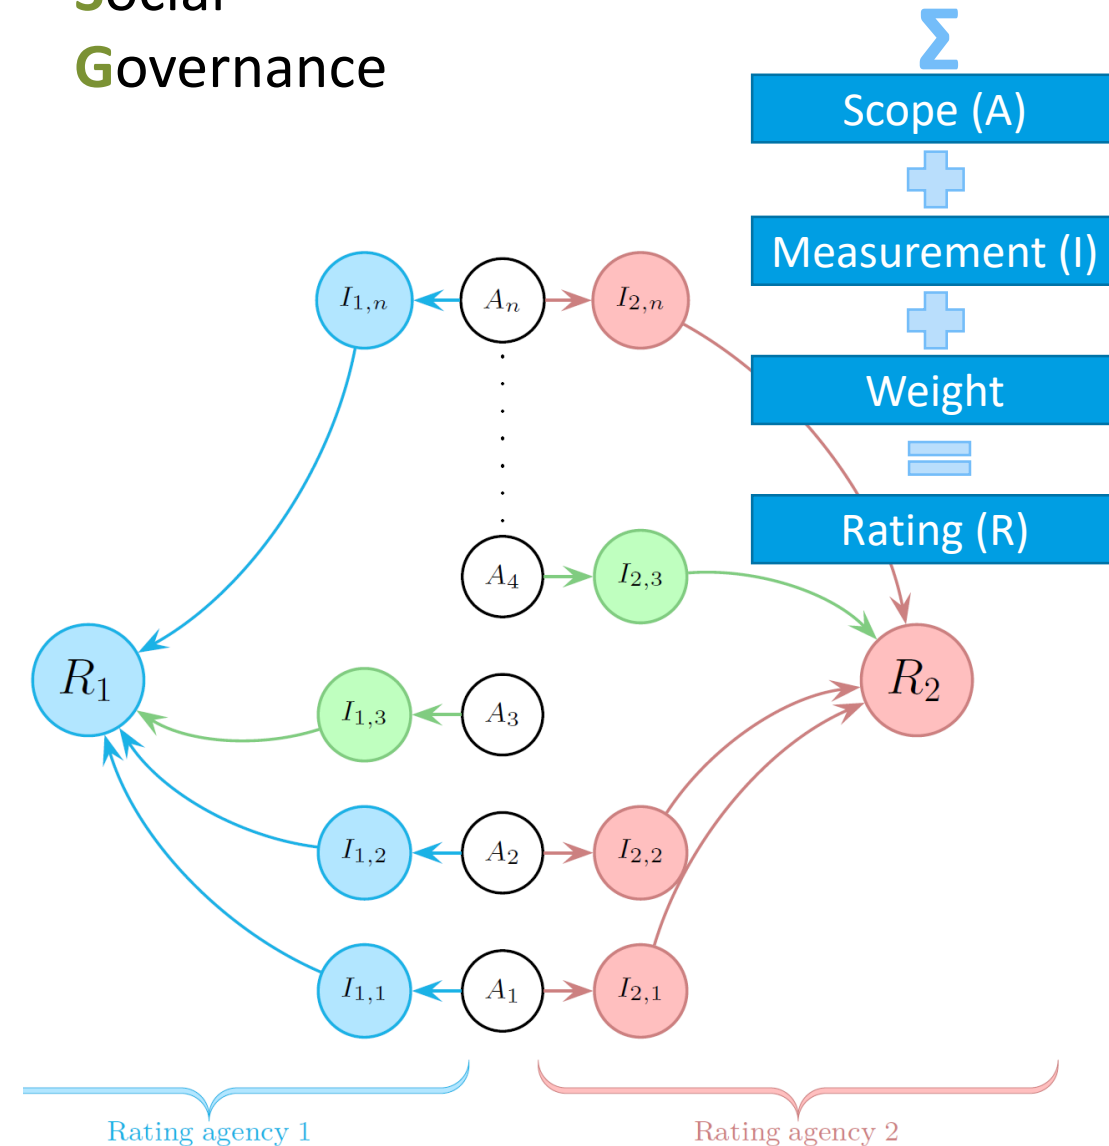 Social
Governance
Σ
Scope (A)
Measurement (I)
Weight
Rating (R)
I1,n
An
I2,n
A4
I2,3
R1
I1,3
A3
R2
I1,2
A2
I2,2
I1,1
A1
I2,1
Rating agency 1
Rating agency 2